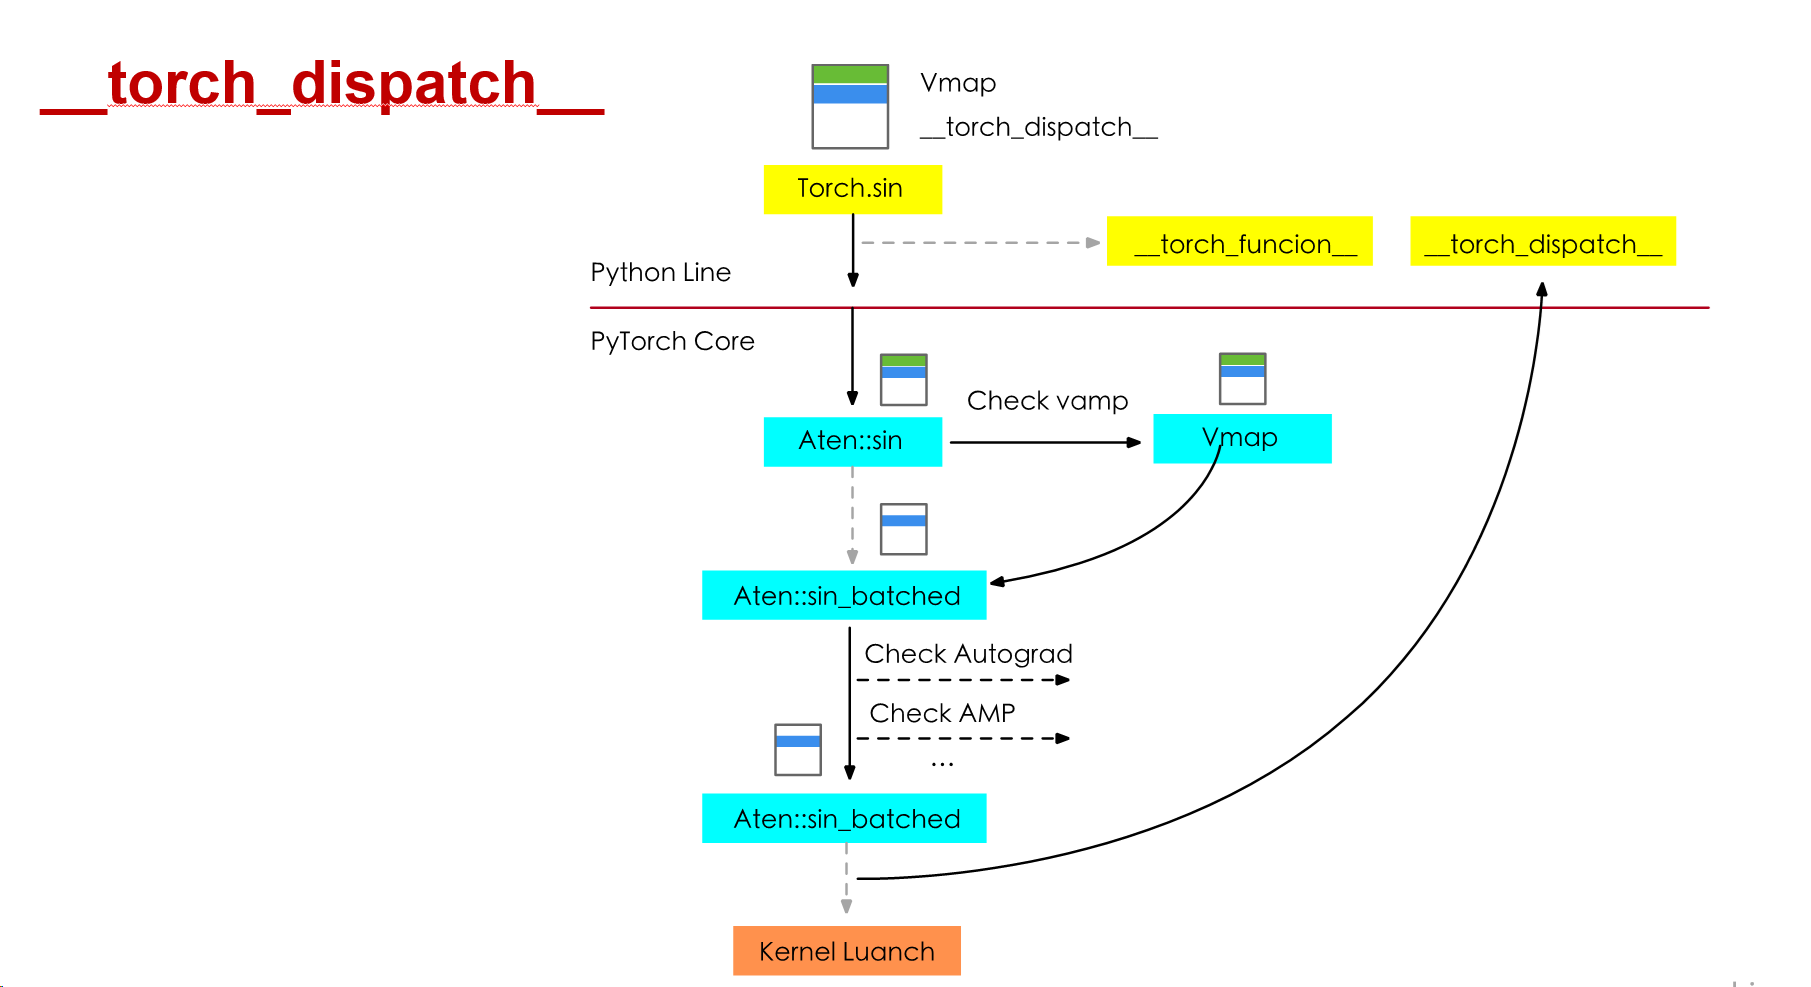 __torch_dispatch__
Vmap
__torch_dispatch__
Torch.sin
__torch_funcion__
__torch_dispatch__
Python Line
PyTorch Core
Check vamp
Aten::sin
Vmap
Aten::sin_batched
Check Autograd
Check AMP
...
Aten::sin_batched
Kernel Luanch